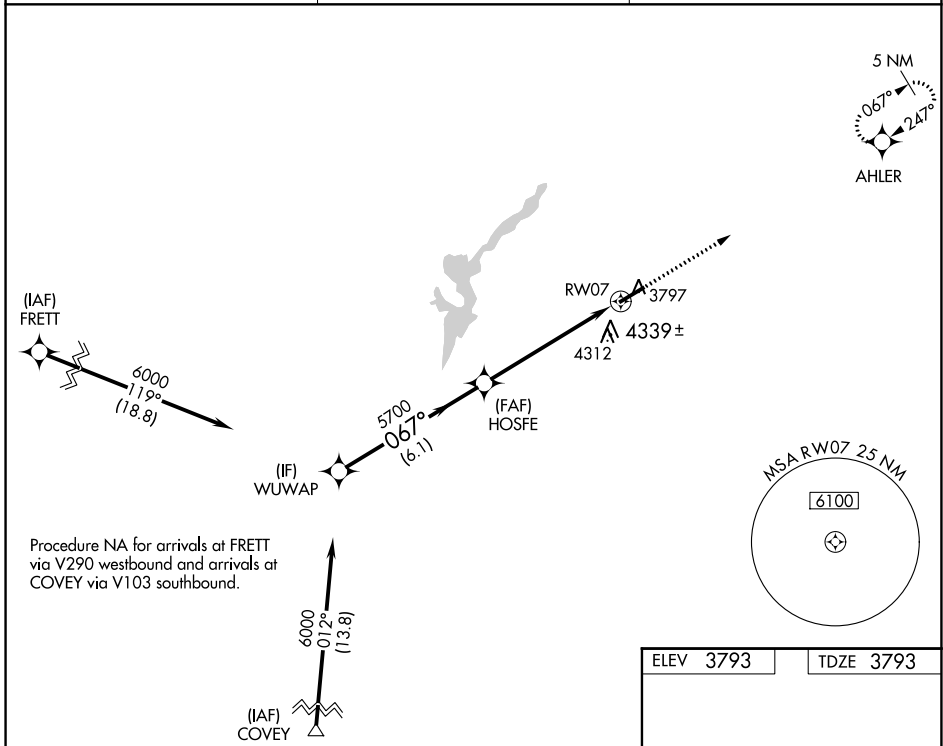 5 NM
067°
247°
AHLER
RW07
3797
4339±
4312
(IAF)
FRETT
6000
119°
(18.8)
(FAF)
HOSFE
5700
067°
(6.1)
(IF)
WUWAP
MSA RW07 25 NM
6100
Procedure NA for arrivals at FRETT
via V290 westbound and arrivals at
COVEY via V103 southbound.
6000
012°
(13.8)
(IAF)
COVEY
ELEV 3793
TDZE 3793